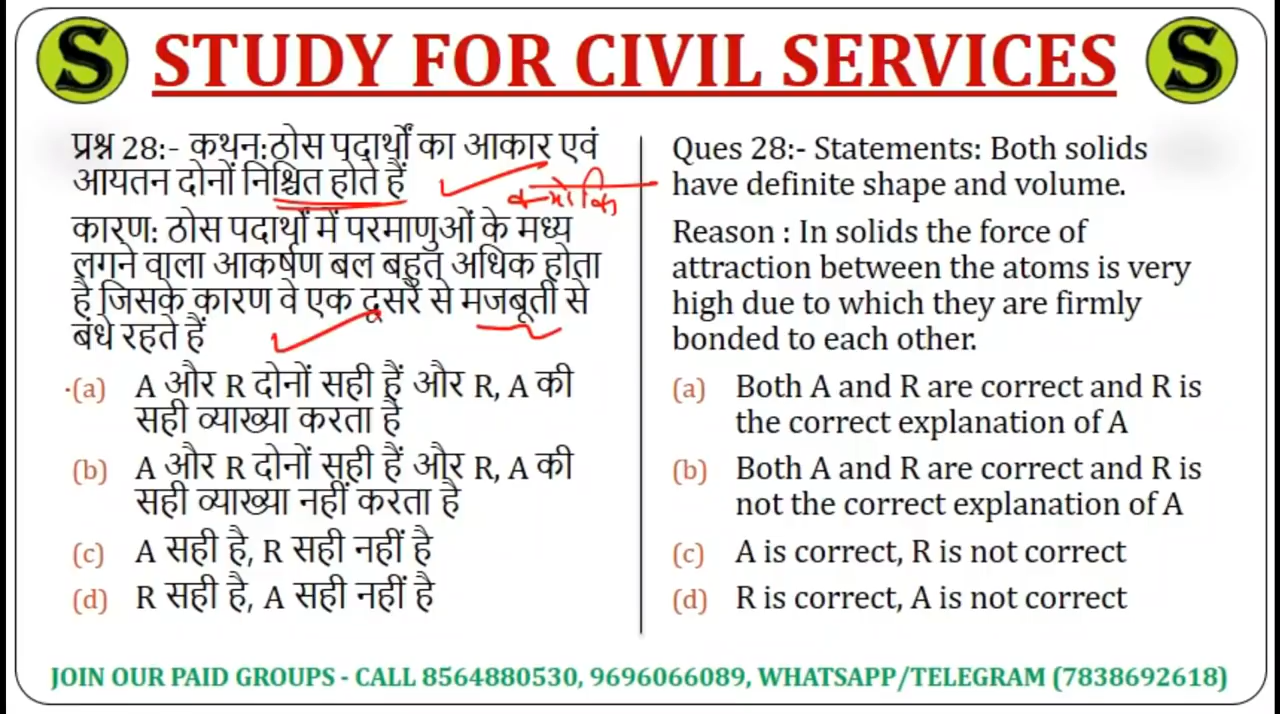 S STUDY FOR CIVIL SERVICES S
प्रश्न 28:- कथन:ठोस पदार्थों का आकार एवं
आयतन दोनों निश्चित होते हैं
क्योंकि
कारण: ठोस पदार्थों में परमाणुओं के मध्य
लगने वाला आकर्षण बल बहुत अधिक होता
है जिसके कारण वे एक दूसरे से मजबूती से
बंधे रहते हैं
(a) A और R दोनों सही हैं और R, A की
सही व्याख्या करता है
(b) A और R दोनों सही हैं और R, A की
सही व्याख्या नहीं करता है
(c) A सही है, R सही नहीं है
(d) R सही है, A सही नहीं है
Ques 28:- Statements: Both solids
have definite shape and volume.
Reason : In solids the force of
attraction between the atoms is very
high due to which they are firmly
bonded to each other.
(a) Both A and R are correct and R is
the correct explanation of A
(b) Both A and R are correct and R is
not the correct explanation of A
(c) A is correct, R is not correct
(d) R is correct, A is not correct
JOIN OUR PAID GROUPS - CALL 8564880530, 9696066089, WHATSAPP/TELEGRAM (7838692618)